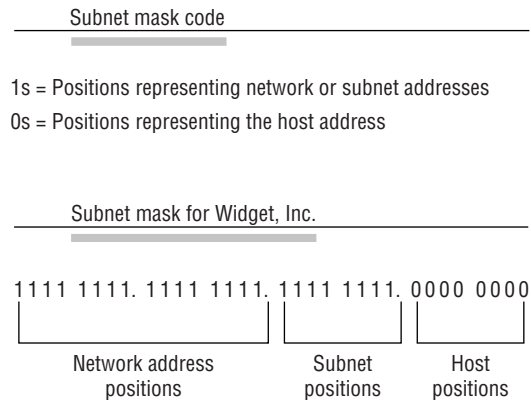 Subnet mask code
1s = Positions representing network or subnet addresses
0s = Positions representing the host address
Subnet mask for Widget, Inc.
1111 1111. 1111 1111. 1111 1111. 0000 0000
Network address positions
Subnet positions
Host positions